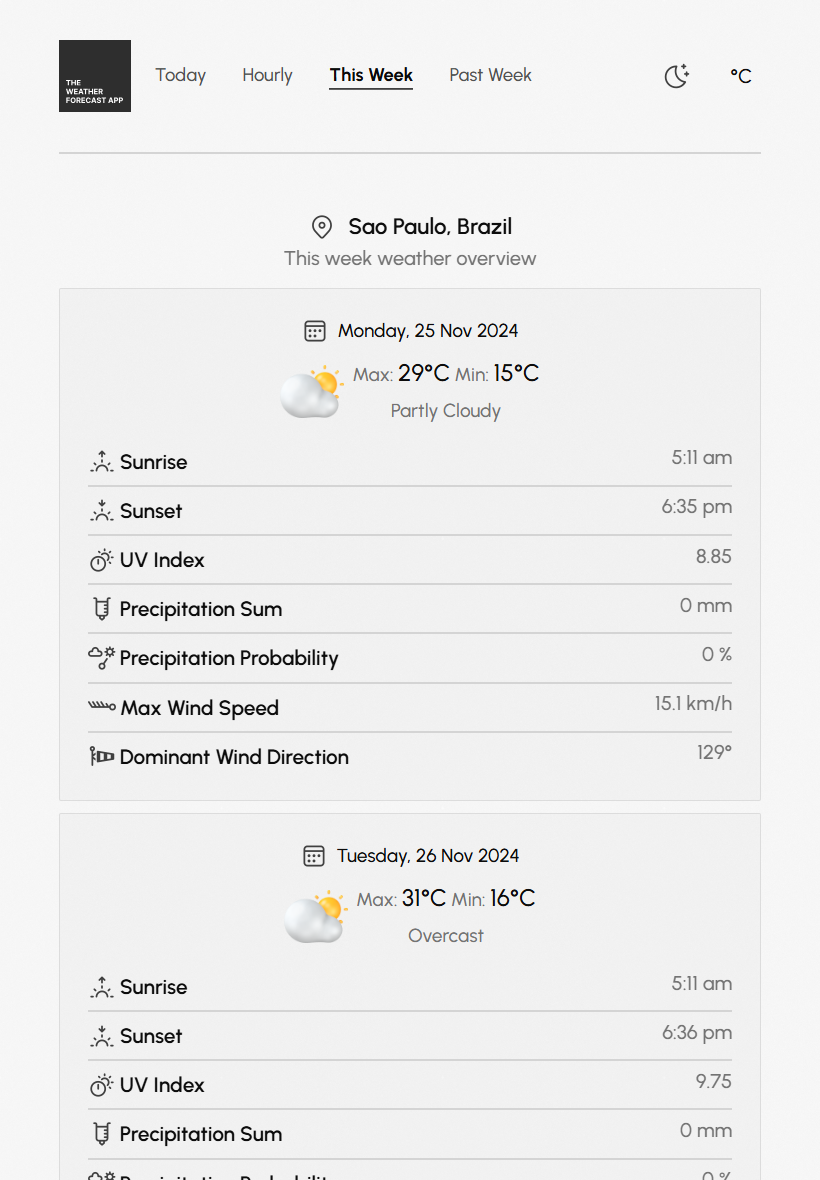 THE
WEATHER
FORECAST APP
Today Hourly This Week Past Week °C
Sao Paulo, Brazil
This week weather overview
Monday, 25 Nov 2024
Max: 29°C Min: 15°C
Partly Cloudy
Sunrise 5:11 am
Sunset 6:35 pm
UV Index 8.85
Precipitation Sum 0 mm
Precipitation Probability 0 %
Max Wind Speed 15.1 km/h
Dominant Wind Direction 129°
Tuesday, 26 Nov 2024
Max: 31°C Min: 16°C
Overcast
Sunrise 5:11 am
Sunset 6:36 pm
UV Index 9.75
Precipitation Sum 0 mm
Precipitation Probability 0 %